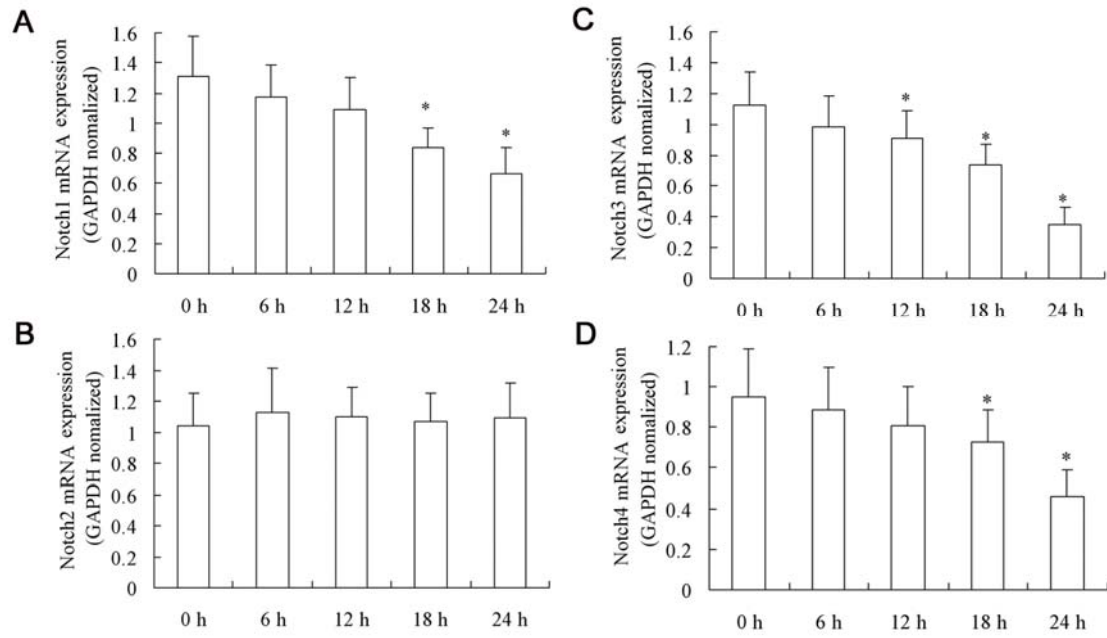 A
Notch1 mRNA expression
(GAPDH nomalized)
1.6
1.4
1.2
1
0.8
0.6
0.4
0.2
0
*
*
0 h 6 h 12 h 18 h 24 h
B
Notch2 mRNA expression
(GAPDH nomalized)
1.6
1.4
1.2
1
0.8
0.6
0.4
0.2
0
0 h 6 h 12 h 18 h 24 h
C
Notch3 mRNA expression
(GAPDH nomalized)
1.6
1.4
1.2
1
0.8
0.6
0.4
0.2
0
*
*
*
0 h 6 h 12 h 18 h 24 h
D
Notch4 mRNA expression
(GAPDH nomalized)
1.2
1
0.8
0.6
0.4
0.2
0
*
*
0 h 6 h 12 h 18 h 24 h